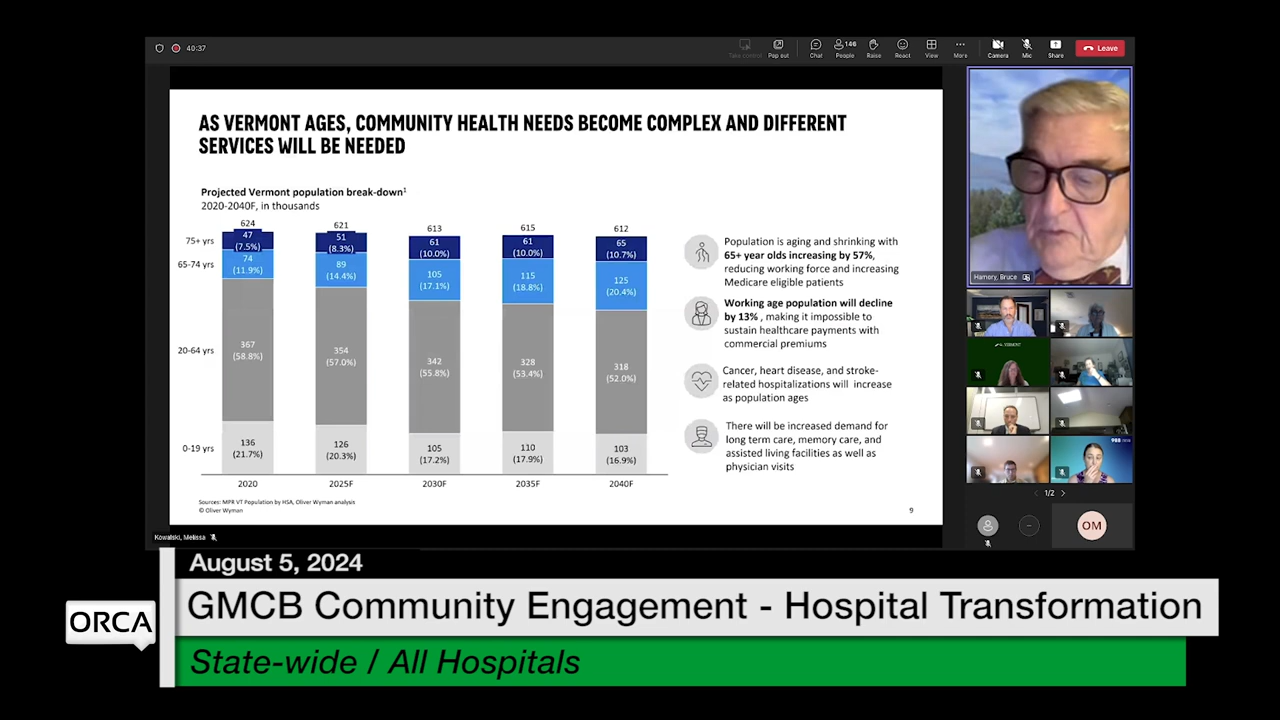 40:37
Take control
Pop out
Chat
146
People
Raise
React
View
More
Camera
Mic
Share
Leave
AS VERMONT AGES, COMMUNITY HEALTH NEEDS BECOME COMPLEX AND DIFFERENT
SERVICES WILL BE NEEDED
Projected Vermont population break-down¹
2020-2040F, in thousands
624
621
613
615
612
75+ yrs
47
(7.5%)
51
(8.3%)
61
(10.0%)
61
(10.0%)
65
(10.7%)
65-74 yrs
74
(11.9%)
89
(14.4%)
105
(17.1%)
115
(18.8%)
125
(20.4%)
20-64 yrs
367
(58.8%)
354
(57.0%)
342
(55.8%)
328
(53.4%)
318
(52.0%)
0-19 yrs
136
(21.7%)
126
(20.3%)
105
(17.2%)
110
(17.9%)
103
(16.9%)
2020
2025F
2030F
2035F
2040F
Population is aging and shrinking with
65+ year olds increasing by 57%,
reducing working force and increasing
Medicare eligible patients
Working age population will decline
by 13% , making it impossible to
sustain healthcare payments with
commercial premiums
Cancer, heart disease, and stroke-
related hospitalizations will increase
as population ages
There will be increased demand for
long term care, memory care, and
assisted living facilities as well as
physician visits
Sources: MPR VT Population by HSA, Oliver Wyman analysis
© Oliver Wyman
9
Hamory, Bruce
VERMONT
988
1/2
OM
Kowalski, Melissa
August 5, 2024
ORCA
GMCB Community Engagement - Hospital Transformation
State-wide / All Hospitals